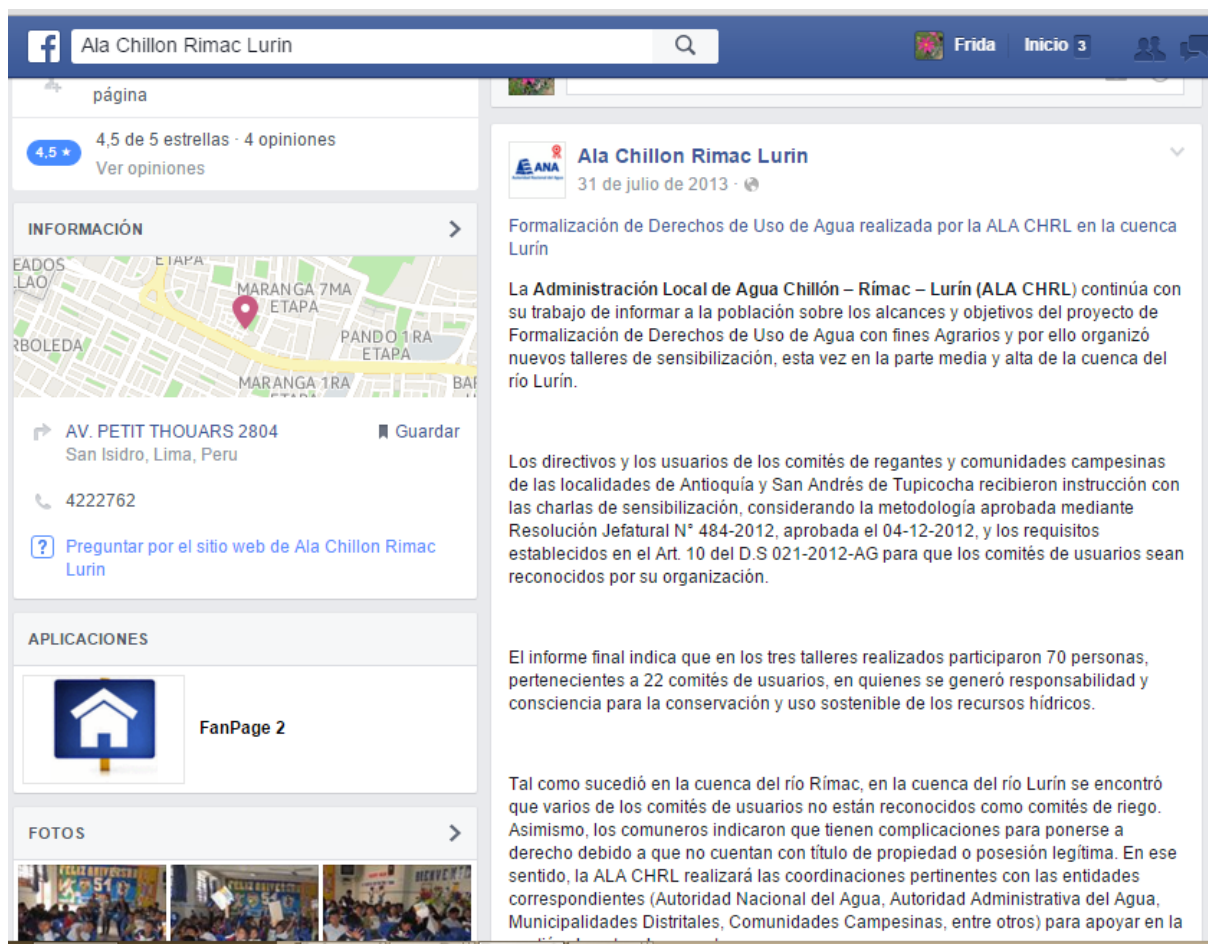 Ala Chillon Rimac Lurin
Frida
Inicio 3
página
4,5 ★
4,5 de 5 estrellas · 4 opiniones
Ver opiniones
INFORMACIÓN
EADOS
LLAO
ETAPA
MARANGA 7MA
ETAPA
PANDO 1RA
ETAPA
RBOLEDA
MARANGA 1RA
BAR
AV. PETIT THOUARS 2804
Guardar
San Isidro, Lima, Peru
4222762
Preguntar por el sitio web de Ala Chillon Rimac
Lurin
APLICACIONES
FanPage 2
FOTOS
FELIZ ANIVERSA
54
ANA
Ala Chillon Rimac Lurin
31 de julio de 2013 ·
Formalización de Derechos de Uso de Agua realizada por la ALA CHRL en la cuenca
Lurín
La Administración Local de Agua Chillón – Rímac – Lurín (ALA CHRL) continúa con
su trabajo de informar a la población sobre los alcances y objetivos del proyecto de
Formalización de Derechos de Uso de Agua con fines Agrarios y por ello organizó
nuevos talleres de sensibilización, esta vez en la parte media y alta de la cuenca del
río Lurín.
Los directivos y los usuarios de los comités de regantes y comunidades campesinas
de las localidades de Antioquía y San Andrés de Tupicocha recibieron instrucción con
las charlas de sensibilización, considerando la metodología aprobada mediante
Resolución Jefatural N° 484-2012, aprobada el 04-12-2012, y los requisitos
establecidos en el Art. 10 del D.S 021-2012-AG para que los comités de usuarios sean
reconocidos por su organización.
El informe final indica que en los tres talleres realizados participaron 70 personas,
pertenecientes a 22 comités de usuarios, en quienes se generó responsabilidad y
consciencia para la conservación y uso sostenible de los recursos hídricos.
Tal como sucedió en la cuenca del río Rímac, en la cuenca del río Lurín se encontró
que varios de los comités de usuarios no están reconocidos como comités de riego.
Asimismo, los comuneros indicaron que tienen complicaciones para ponerse a
derecho debido a que no cuentan con título de propiedad o posesión legítima. En ese
sentido, la ALA CHRL realizará las coordinaciones pertinentes con las entidades
correspondientes (Autoridad Nacional del Agua, Autoridad Administrativa del Agua,
Municipalidades Distritales, Comunidades Campesinas, entre otros) para apoyar en la